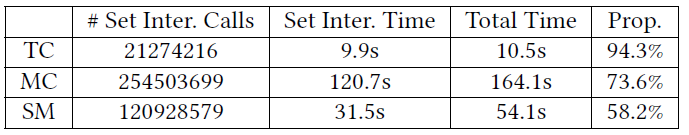 # Set Inter. Calls Set Inter. Time Total Time Prop.
TC 21274216 9.9s 10.5s 94.3%
MC 254503699 120.7s 164.1s 73.6%
SM 120928579 31.5s 54.1s 58.2%